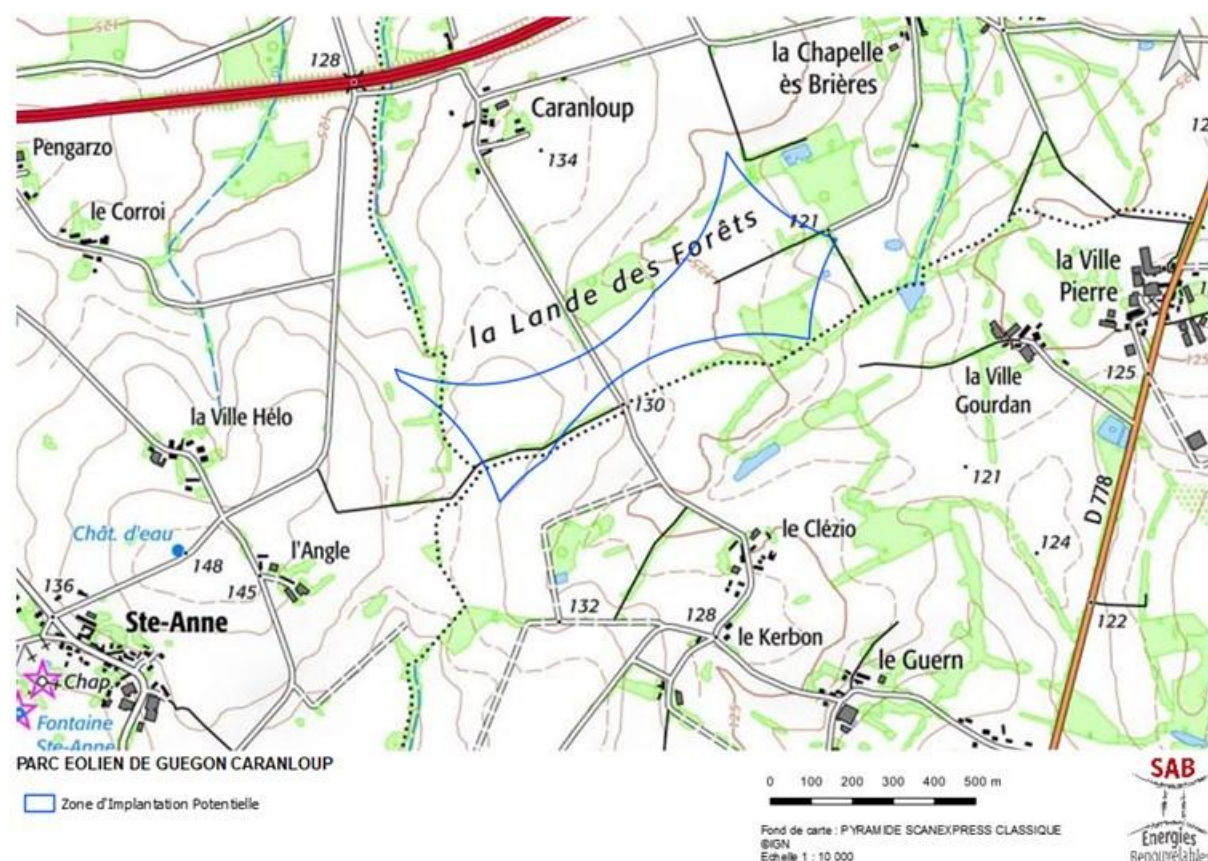 128
la Chapelle
ès Brières
125
Caranloup
134
Pengarzo
le Corroi
121
la Lande des Forêts
125
la Ville
Pierre
la Ville Hélo
130
la Ville
Gourdan
125
125
121
D 778
Chât. d'eau
148
l'Angle
145
le Clézio
124
136
Ste-Anne
132
128
le Kerbon
le Guern
122
Chap.
125
Fontaine
Ste-Anne
PARC EOLIEN DE GUEGON CARANLOUP
Zone d'Implantation Potentielle
0 100 200 300 400 500 m
Fond de carte : PYRAMIDE SCANEXPRESS CLASSIQUE
©IGN
Echelle 1 : 10 000
SAB
Energies
Renouvelables